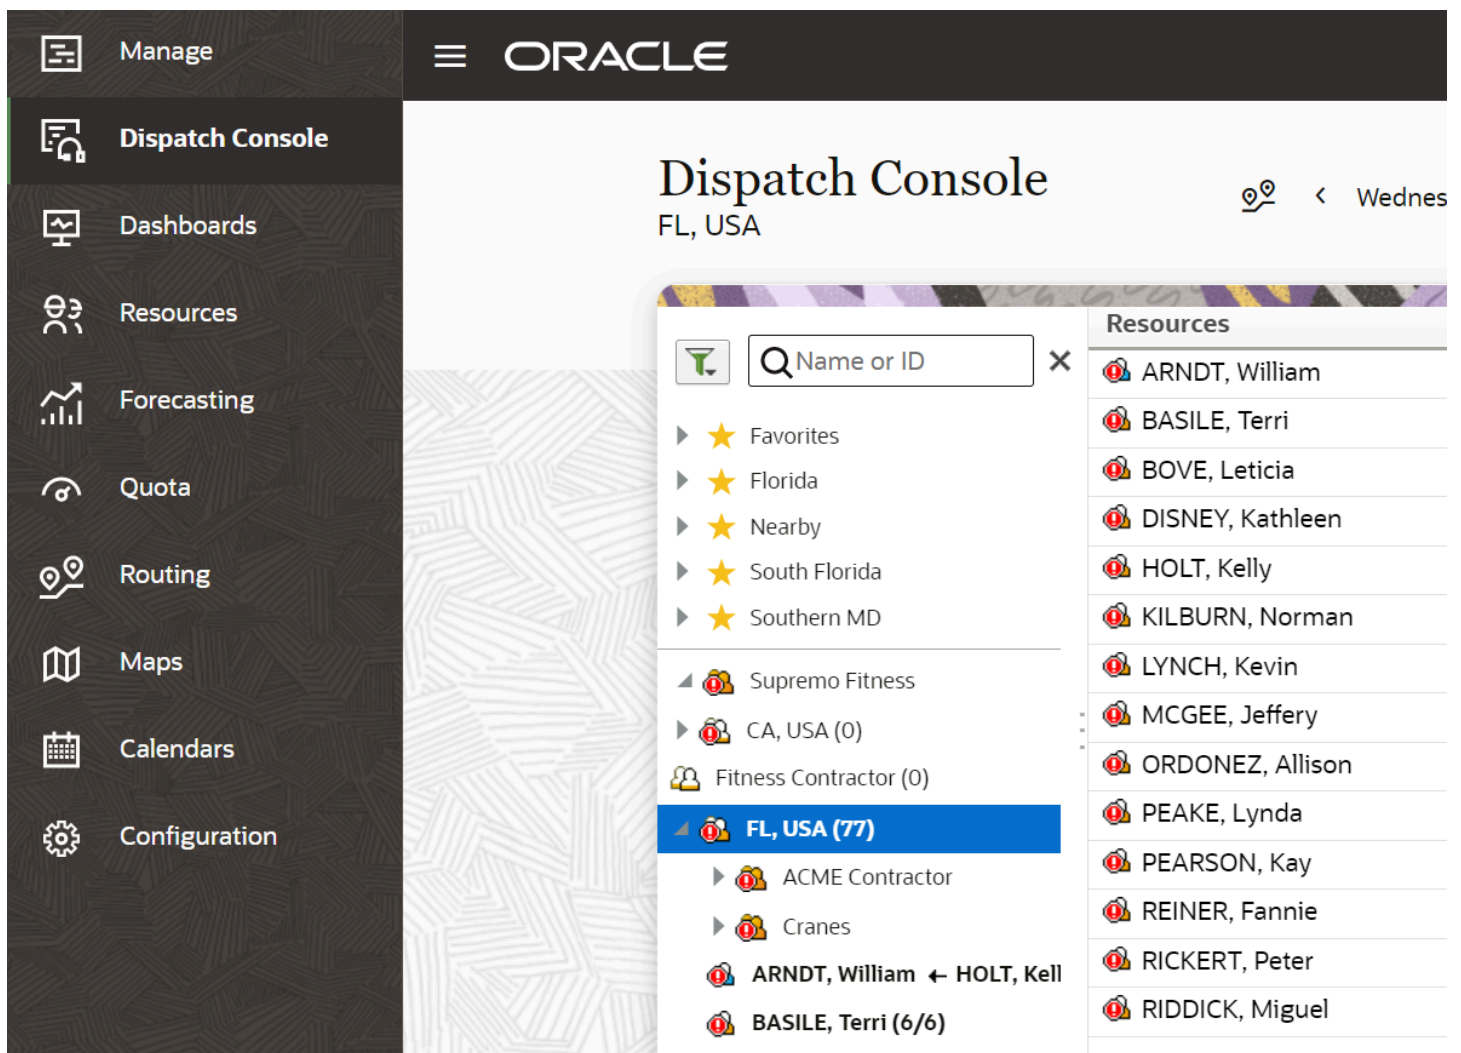 Manage
Dispatch Console
Dashboards
Resources
Forecasting
Quota
Routing
Maps
Calendars
Configuration
ORACLE
Dispatch Console
FL, USA
Wednes
Name or ID
Favorites
Florida
Nearby
South Florida
Southern MD
Supremo Fitness
CA, USA (0)
Fitness Contractor (0)
FL, USA (77)
ACME Contractor
Cranes
ARNDT, William ← HOLT, Kell
BASILE, Terri (6/6)
Resources
ARNDT, William
BASILE, Terri
BOVE, Leticia
DISNEY, Kathleen
HOLT, Kelly
KILBURN, Norman
LYNCH, Kevin
MCGEE, Jeffery
ORDONEZ, Allison
PEAKE, Lynda
PEARSON, Kay
REINER, Fannie
RICKERT, Peter
RIDDICK, Miguel